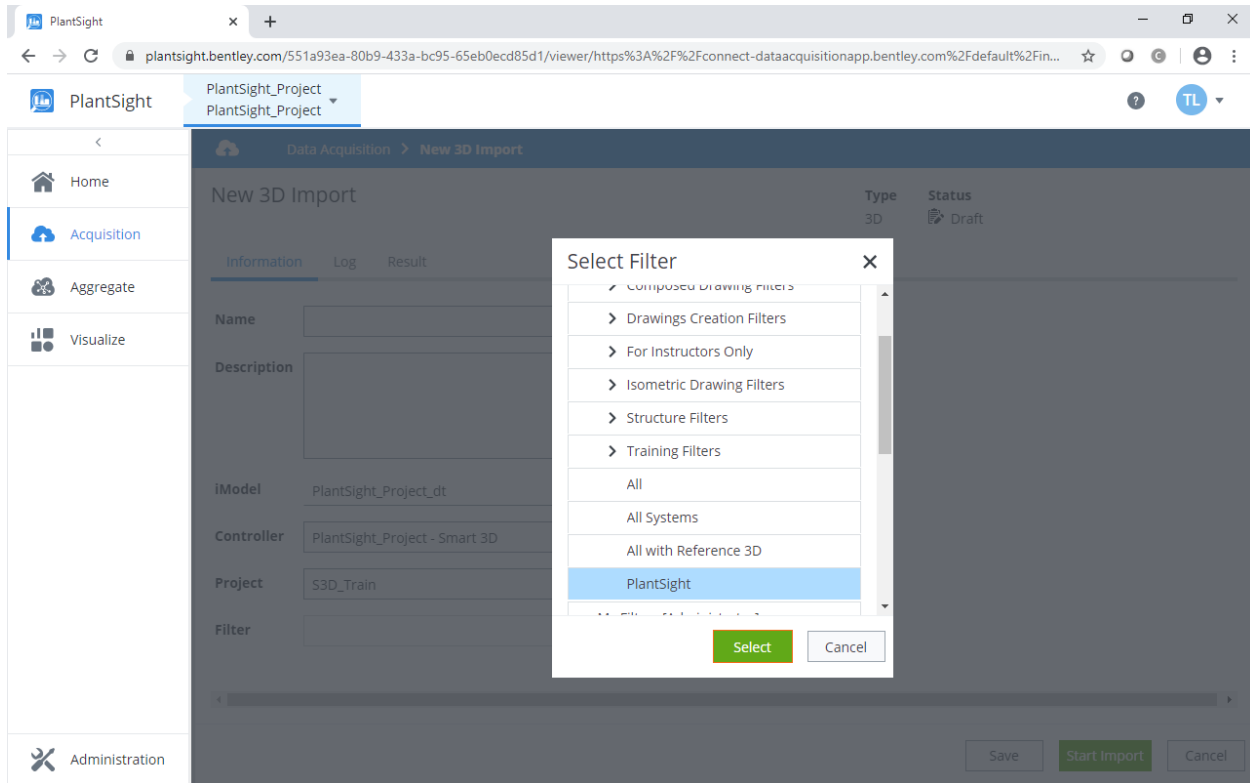 PlantSight
plantsight.bentley.com/551a93ea-80b9-433a-bc95-65eb0ecd85d1/viewer/https%3A%2F%2Fconnect-dataacquisitionapp.bentley.com%2Fdefault%2Fin...
PlantSight
PlantSight_Project
PlantSight_Project
?
TL
Home
Acquisition
Aggregate
Visualize
Administration
Data Acquisition > New 3D Import
New 3D Import
Type
3D
Status
Draft
Information Log Result
Name
Description
iModel PlantSight_Project_dt
Controller PlantSight_Project - Smart 3D
Project S3D_Train
Filter
Select Filter
Composed Drawing Filters
Drawings Creation Filters
For Instructors Only
Isometric Drawing Filters
Structure Filters
Training Filters
All
All Systems
All with Reference 3D
PlantSight
Select Cancel
Save Start Import Cancel